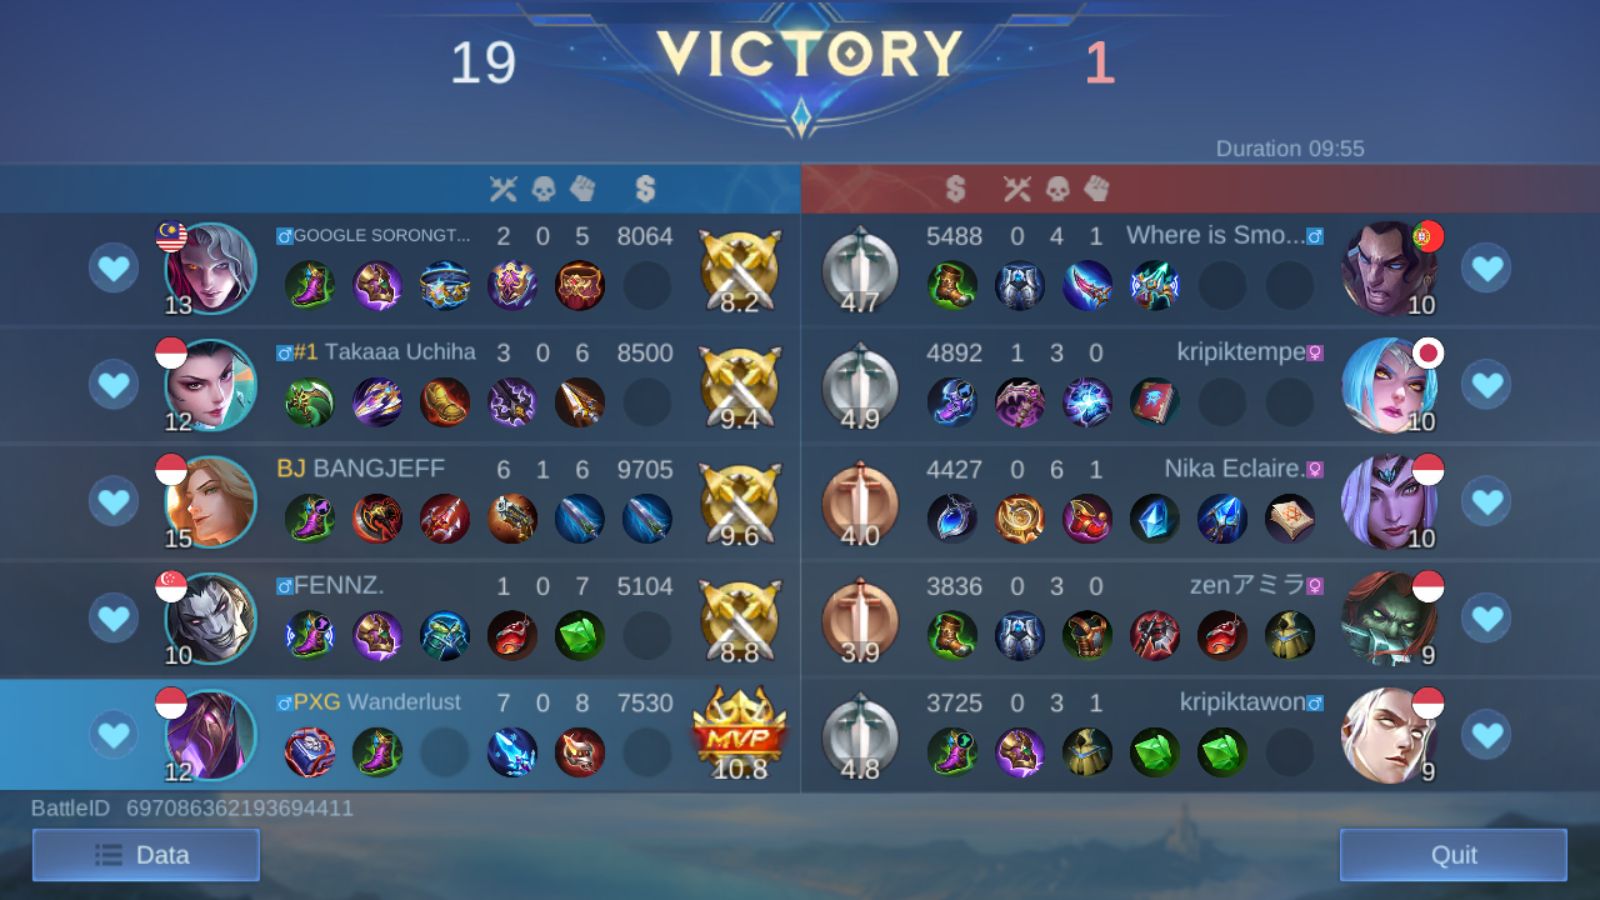 19 VICTORY 1
Duration 09:55
GOOGLE SORONGT... 2 0 5 8064
13 8.2
4.7 5488 0 4 1 Where is Smo...
10
#1 Takaaa Uchiha 3 0 6 8500
12 9.4
4.9 4892 1 3 0 kripiktempe
10
BJ BANGJEFF 6 1 6 9705
15 9.6
4.0 4427 0 6 1 Nika Eclaire.
10
FENNZ. 1 0 7 5104
10 8.8
3.9 3836 0 3 0 zenアミラ
9
PXG Wanderlust 7 0 8 7530
12 MVP 10.8
4.8 3725 0 3 1 kripiktawon
9
BattleID 697086362193694411
Data
Quit